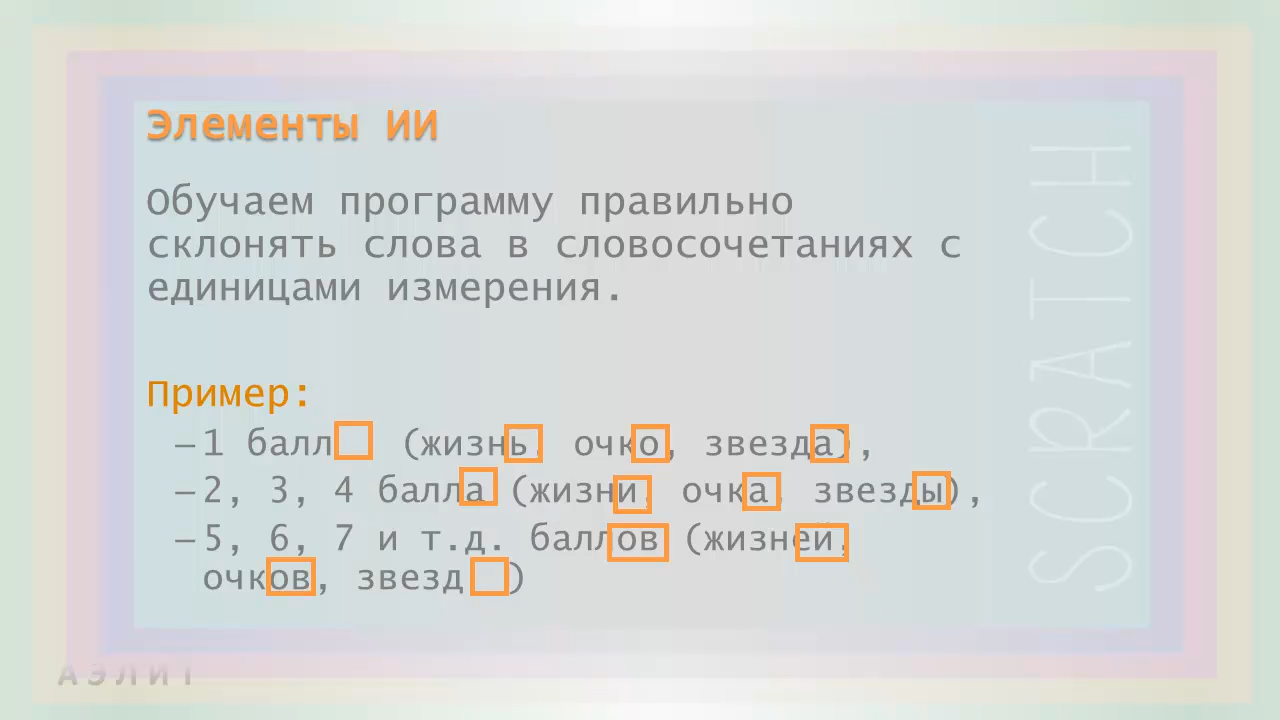 Элементы ИИ
Обучаем программу правильно
склонять слова в словосочетаниях с
единицами измерения.
Пример:
–1 балл (жизнь, очко, звезда),
–2, 3, 4 балла (жизни, очка, звезды),
–5, 6, 7 и т.д. баллов (жизней,
очков, звезд )
SCRATCH
АЭЛИТ